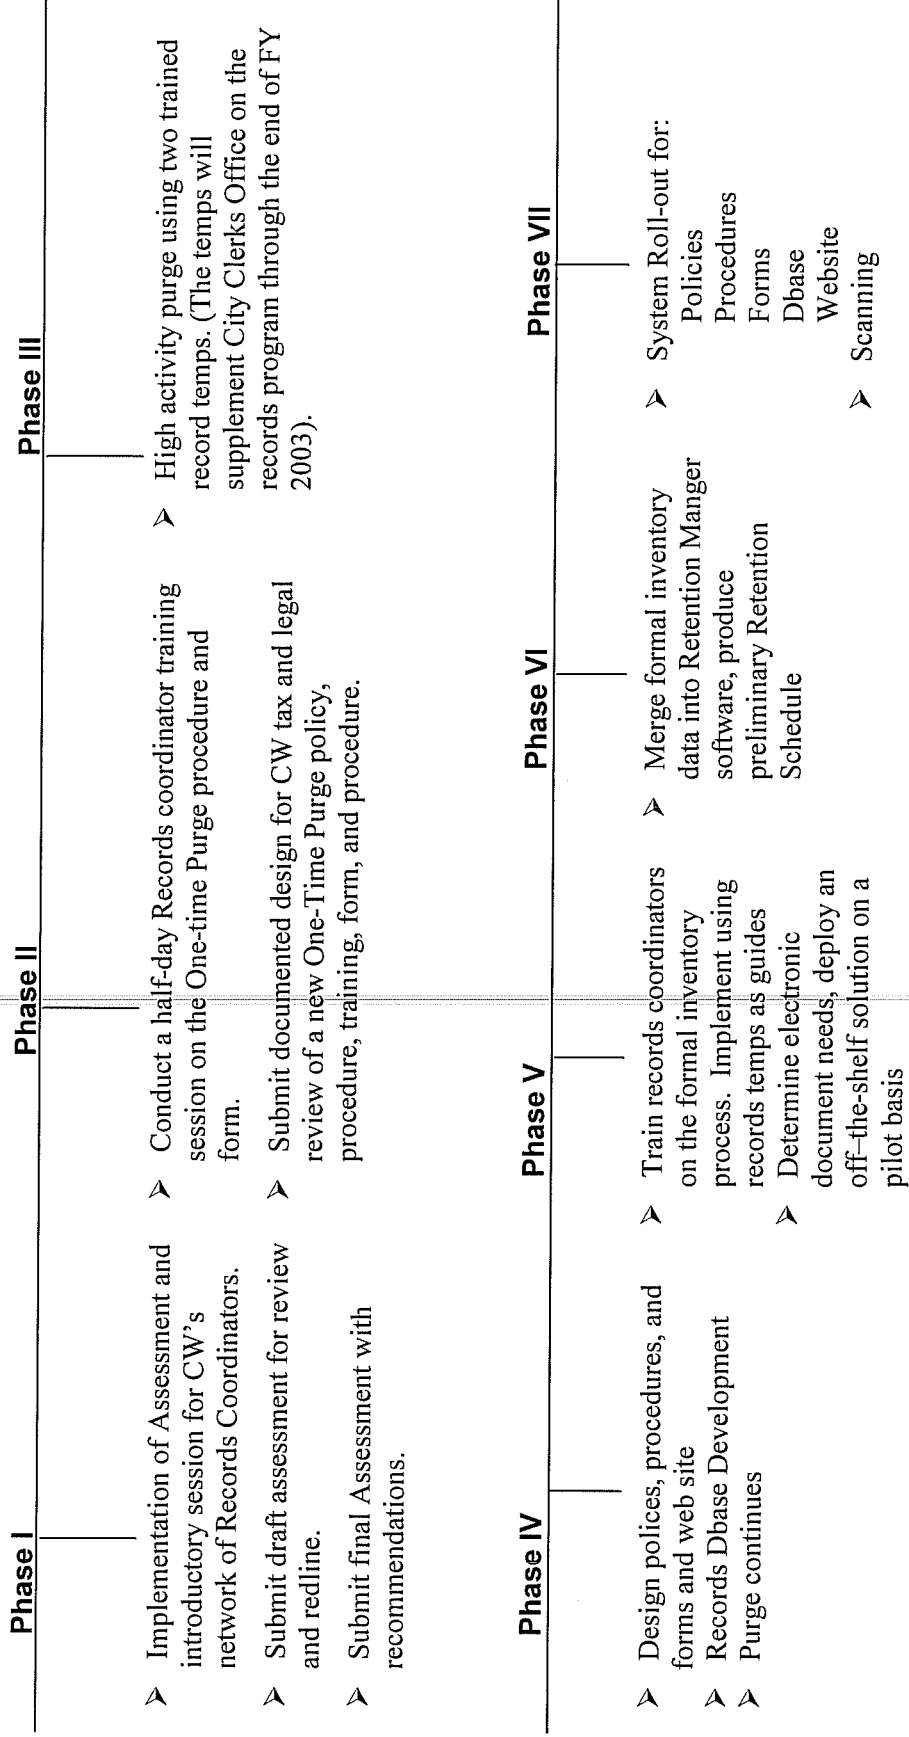 Phase I
Implementation of Assessment and
introductory session for CW's
network of Records Coordinators.
Submit draft assessment for review
and redline.
Submit final Assessment with
recommendations.
Phase II
Conduct a half-day Records coordinator training
session on the One-time Purge procedure and
form.
Submit documented design for CW tax and legal
review of a new One-Time Purge policy,
procedure, training, form, and procedure.
Phase III
High activity purge using two trained
record temps. (The temps will
supplement City Clerks Office on the
records program through the end of FY
2003).
Phase IV
Design polices, procedures, and
forms and web site
Records Dbase Development
Purge continues
Phase V
Train records coordinators
on the formal inventory
process. Implement using
records temps as guides
Determine electronic
document needs, deploy an
off–the-shelf solution on a
pilot basis
Phase VI
Merge formal inventory
data into Retention Manger
software, produce
preliminary Retention
Schedule
Phase VII
System Roll-out for:
Policies
Procedures
Forms
Dbase
Website
Scanning